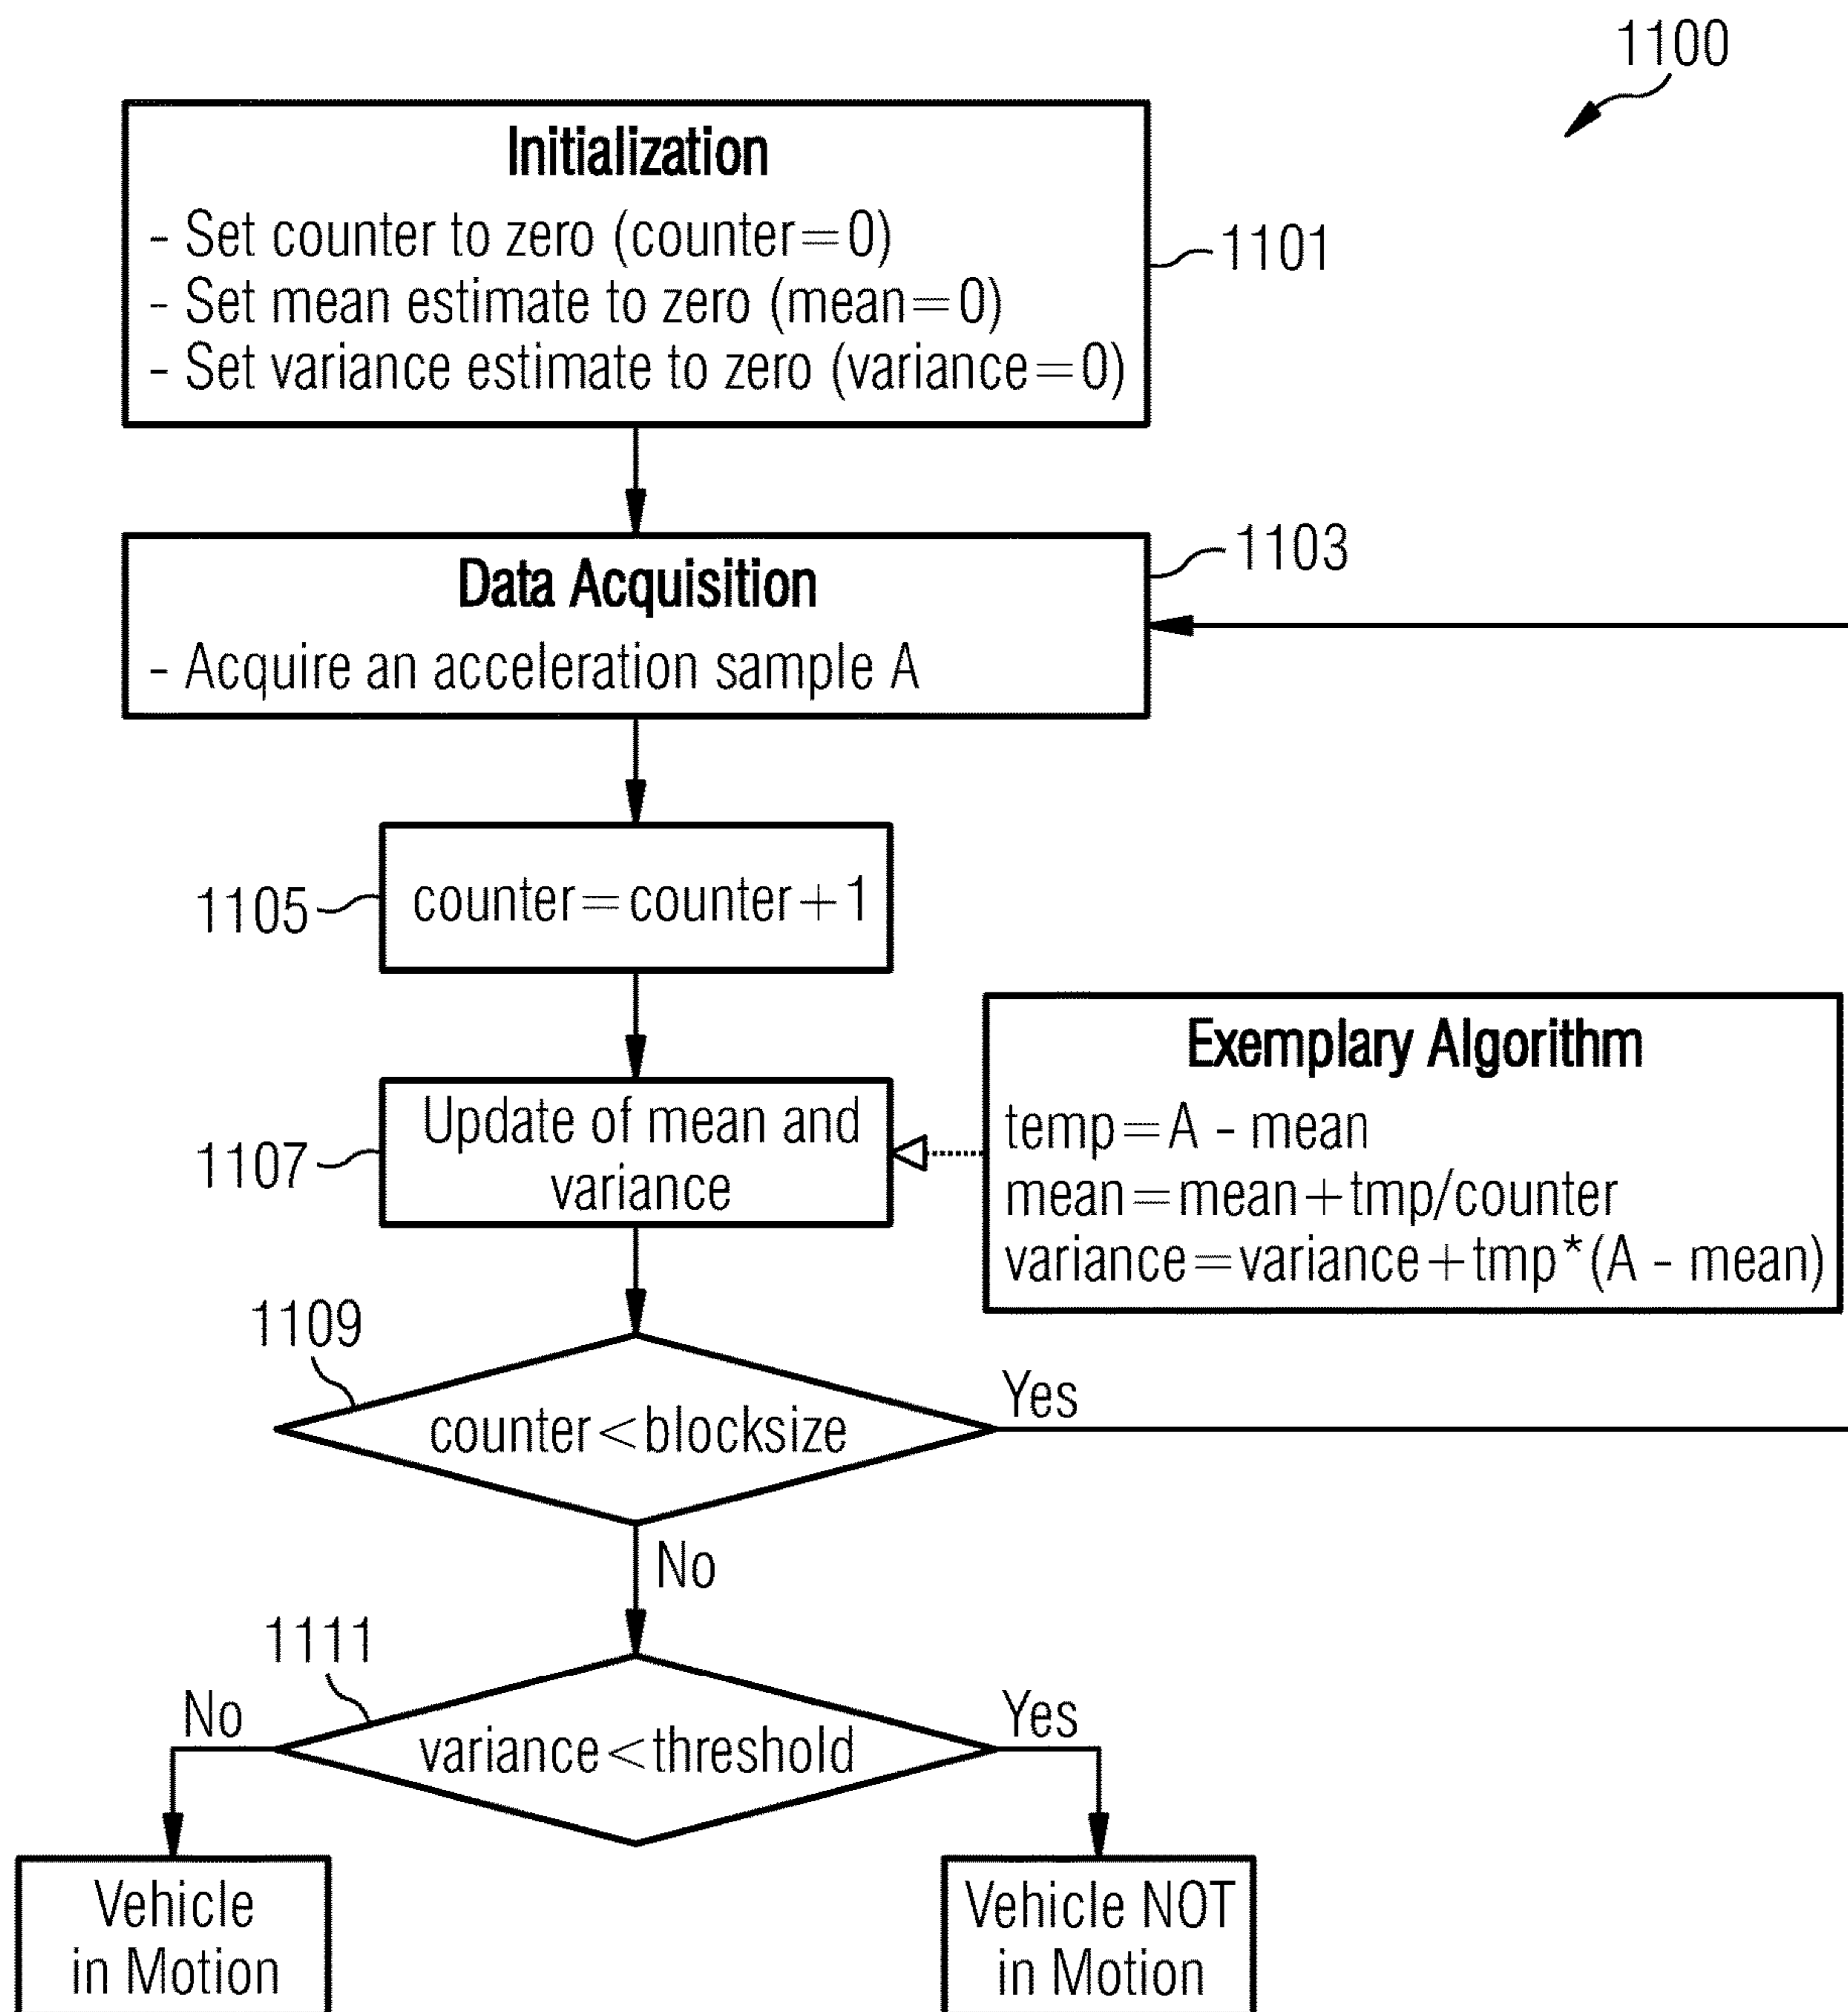 1100
Initialization
- Set counter to zero (counter=0)
- Set mean estimate to zero (mean=0)
- Set variance estimate to zero (variance=0)
1101
Data Acquisition
- Acquire an acceleration sample A
1103
1105
counter=counter+1
1107
Update of mean and
variance
Exemplary Algorithm
temp=A - mean
mean=mean+tmp/counter
variance=variance+tmp*(A - mean)
1109
counter<blocksize
Yes
No
1111
No
variance<threshold
Yes
Vehicle
in Motion
Vehicle NOT
in Motion